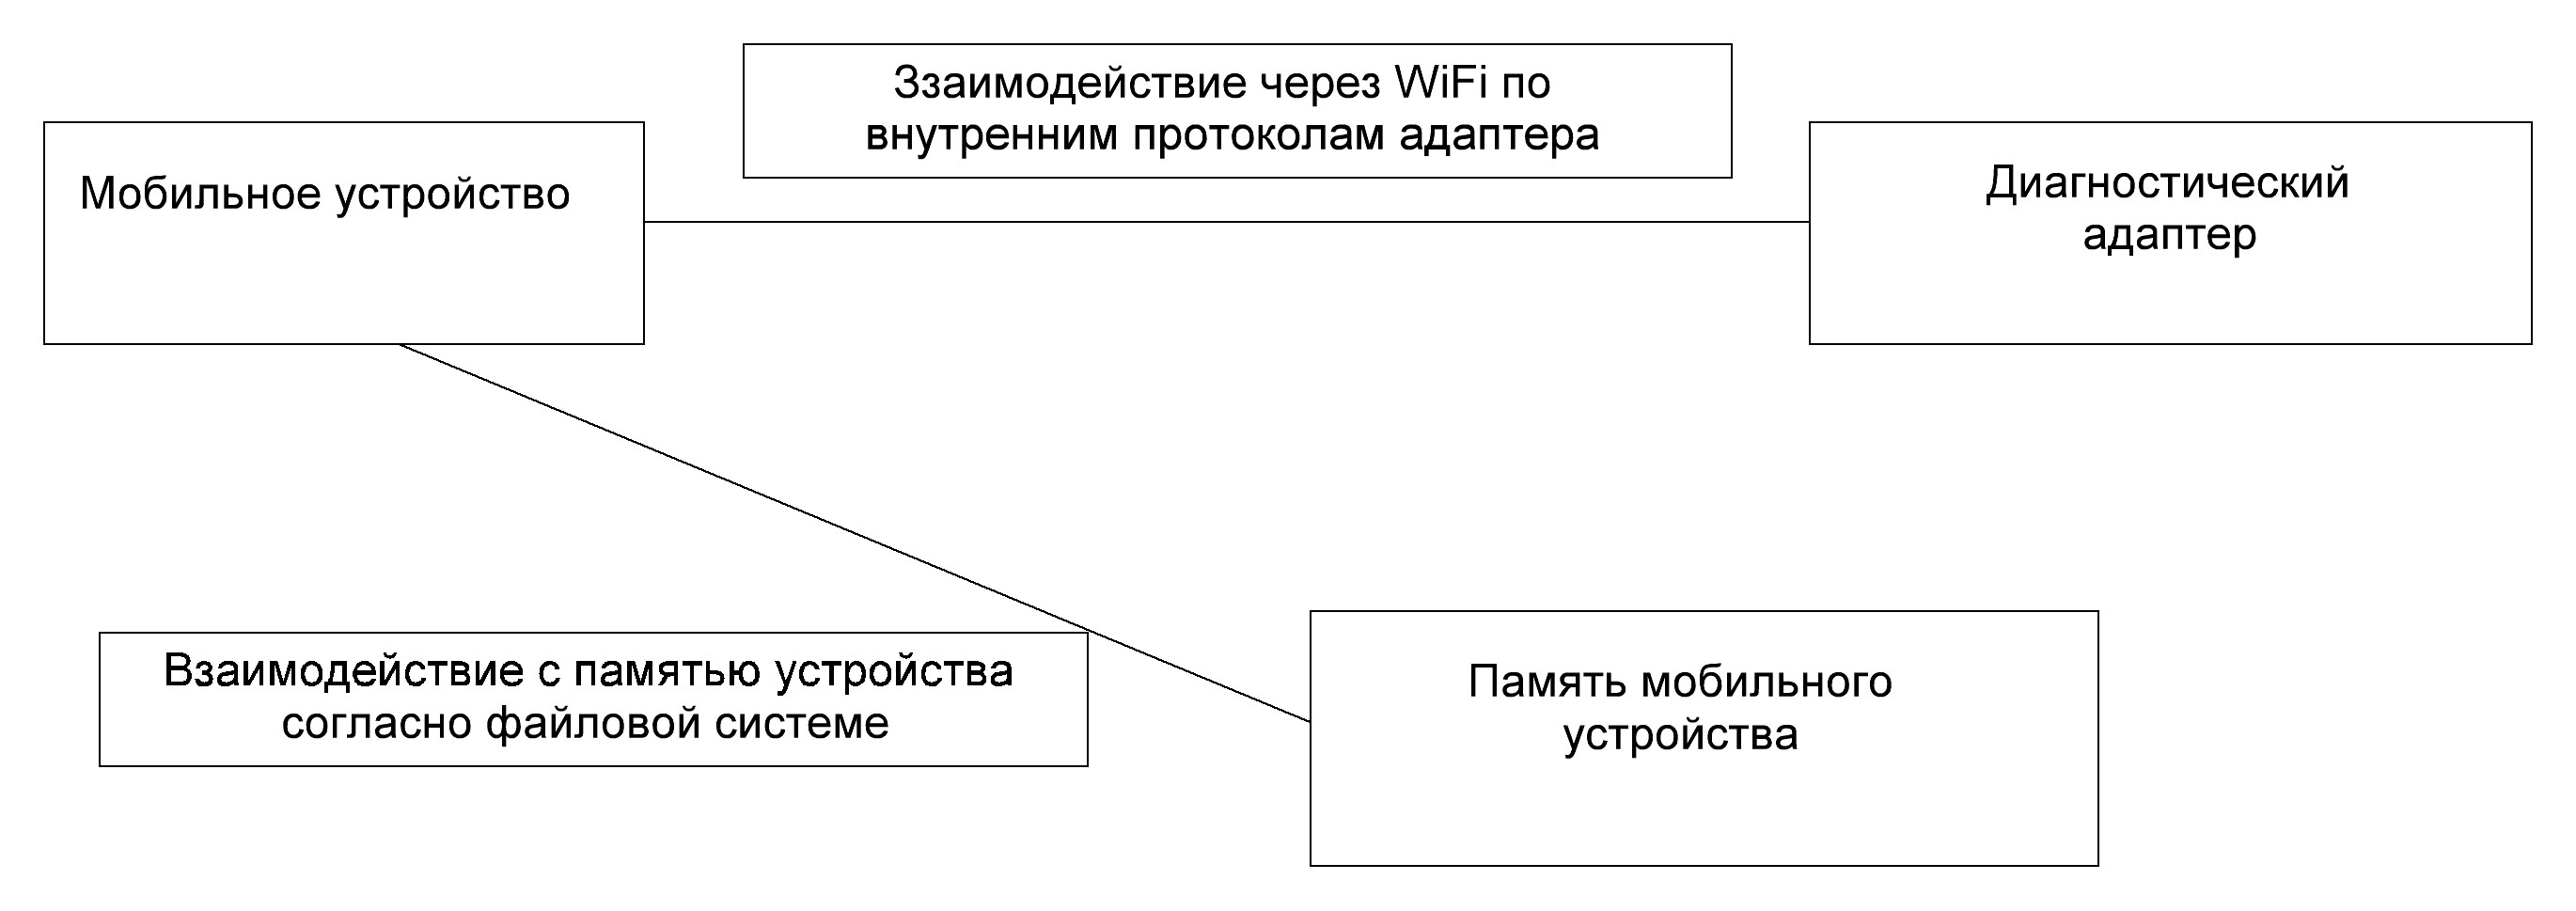 Ззаимодействие через WiFi по
внутренним протоколам адаптера
Мобильное устройство
Диагностический
адаптер
Взаимодействие с памятью устройства
согласно файловой системе
Память мобильного
устройства